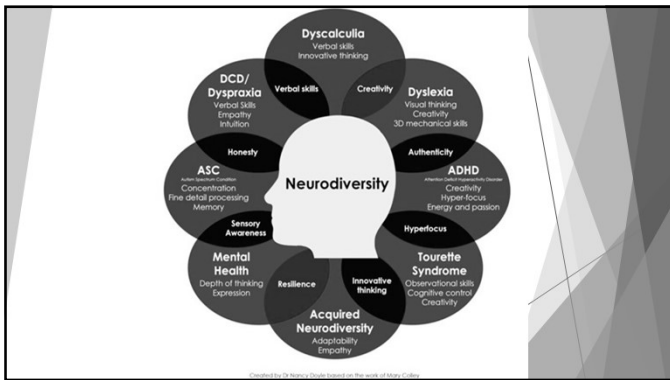 Dyscalculia
Verbal skills
Innovative thinking
Verbal skills
Creativity
DCD/
Dyspraxia
Verbal Skills
Empathy
Intuition
Dyslexia
Visual thinking
Creativity
3D mechanical skills
Honesty
Authenticity
Neurodiversity
ASC
Autism Spectrum Condition
Concentration
Fine detail processing
Memory
ADHD
Attention Deficit Hyperactivity Disorder
Creativity
Hyper-focus
Energy and passion
Sensory
Awareness
Hyperfocus
Mental
Health
Depth of thinking
Expression
Tourette
Syndrome
Observational skills
Cognitive control
Creativity
Resilience
Innovative
thinking
Acquired
Neurodiversity
Adaptability
Empathy
Created by Dr Nancy Doyle based on the work of Mary Colley